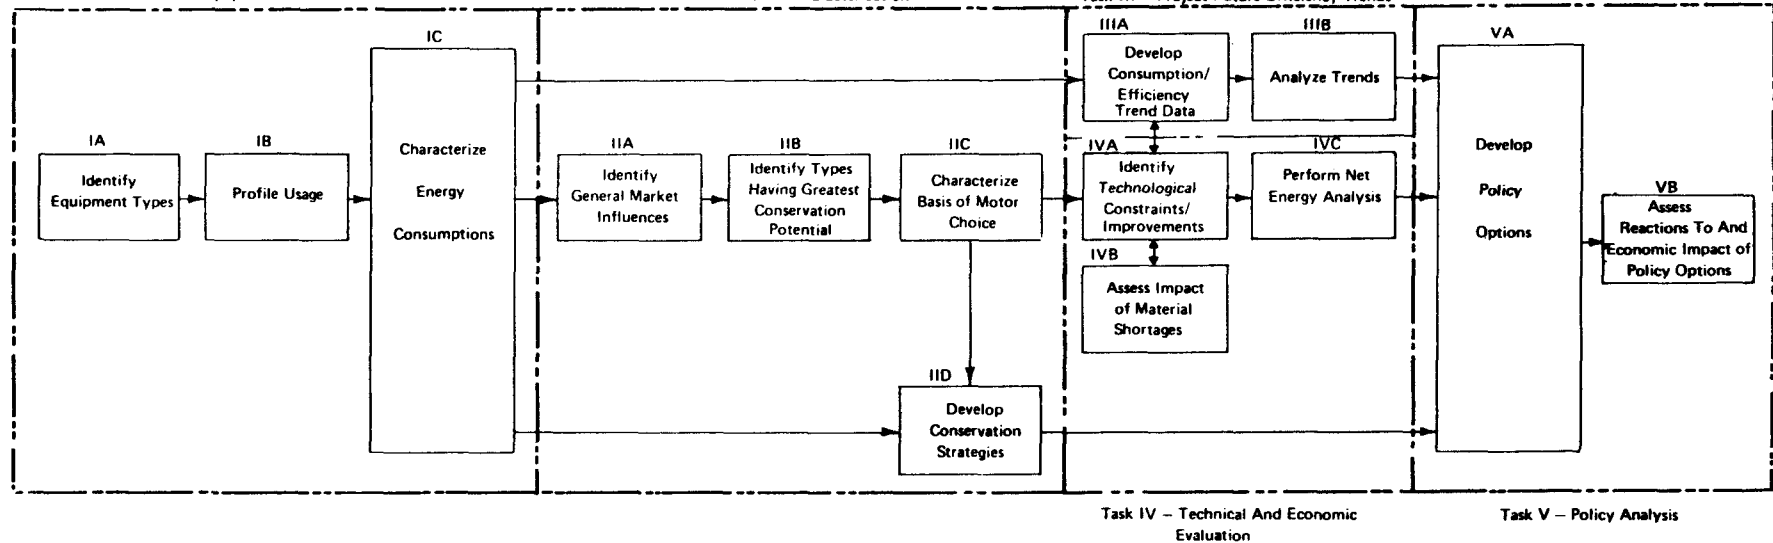 IC
Characterize
Energy
Consumptions
IA
Identify
Equipment Types
IB
Profile Usage
IIA
Identify
General Market
Influences
IIB
Identify Types
Having Greatest
Conservation
Potential
IIC
Characterize
Basis of Motor
Choice
IID
Develop
Conservation
Strategies
IIIA
Develop
Consumption/
Efficiency
Trend Data
IIIB
Analyze Trends
IVA
Identify
Technological
Constraints/
Improvements
IVC
Perform Net
Energy Analysis
IVB
Assess Impact
of Material
Shortages
VA
Develop
Policy
Options
VB
Assess
Reactions To And
Economic Impact of
Policy Options
Task IV – Technical And Economic
Evaluation
Task V – Policy Analysis